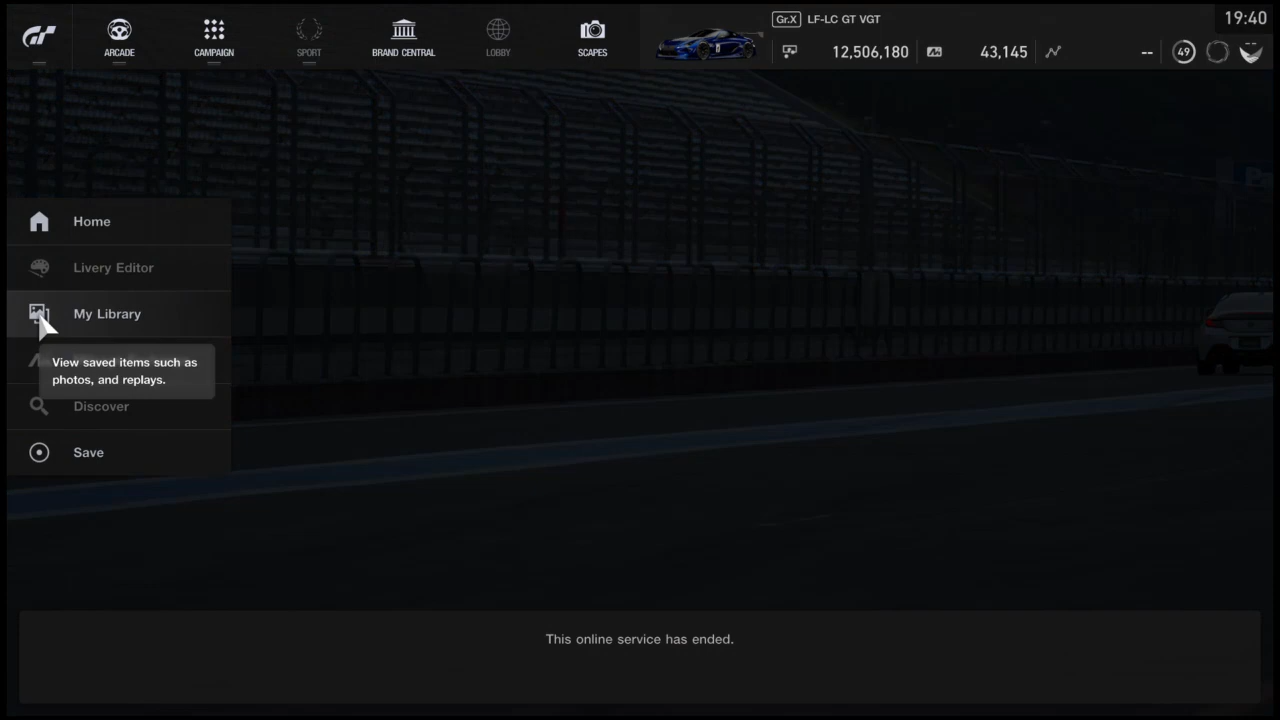 ARCADE
CAMPAIGN
SPORT
BRAND CENTRAL
LOBBY
SCAPES
Gr.X LF-LC GT VGT
12,506,180
43,145
--
49
19:40
Home
Livery Editor
My Library
View saved items such as
photos, and replays.
Discover
Save
This online service has ended.